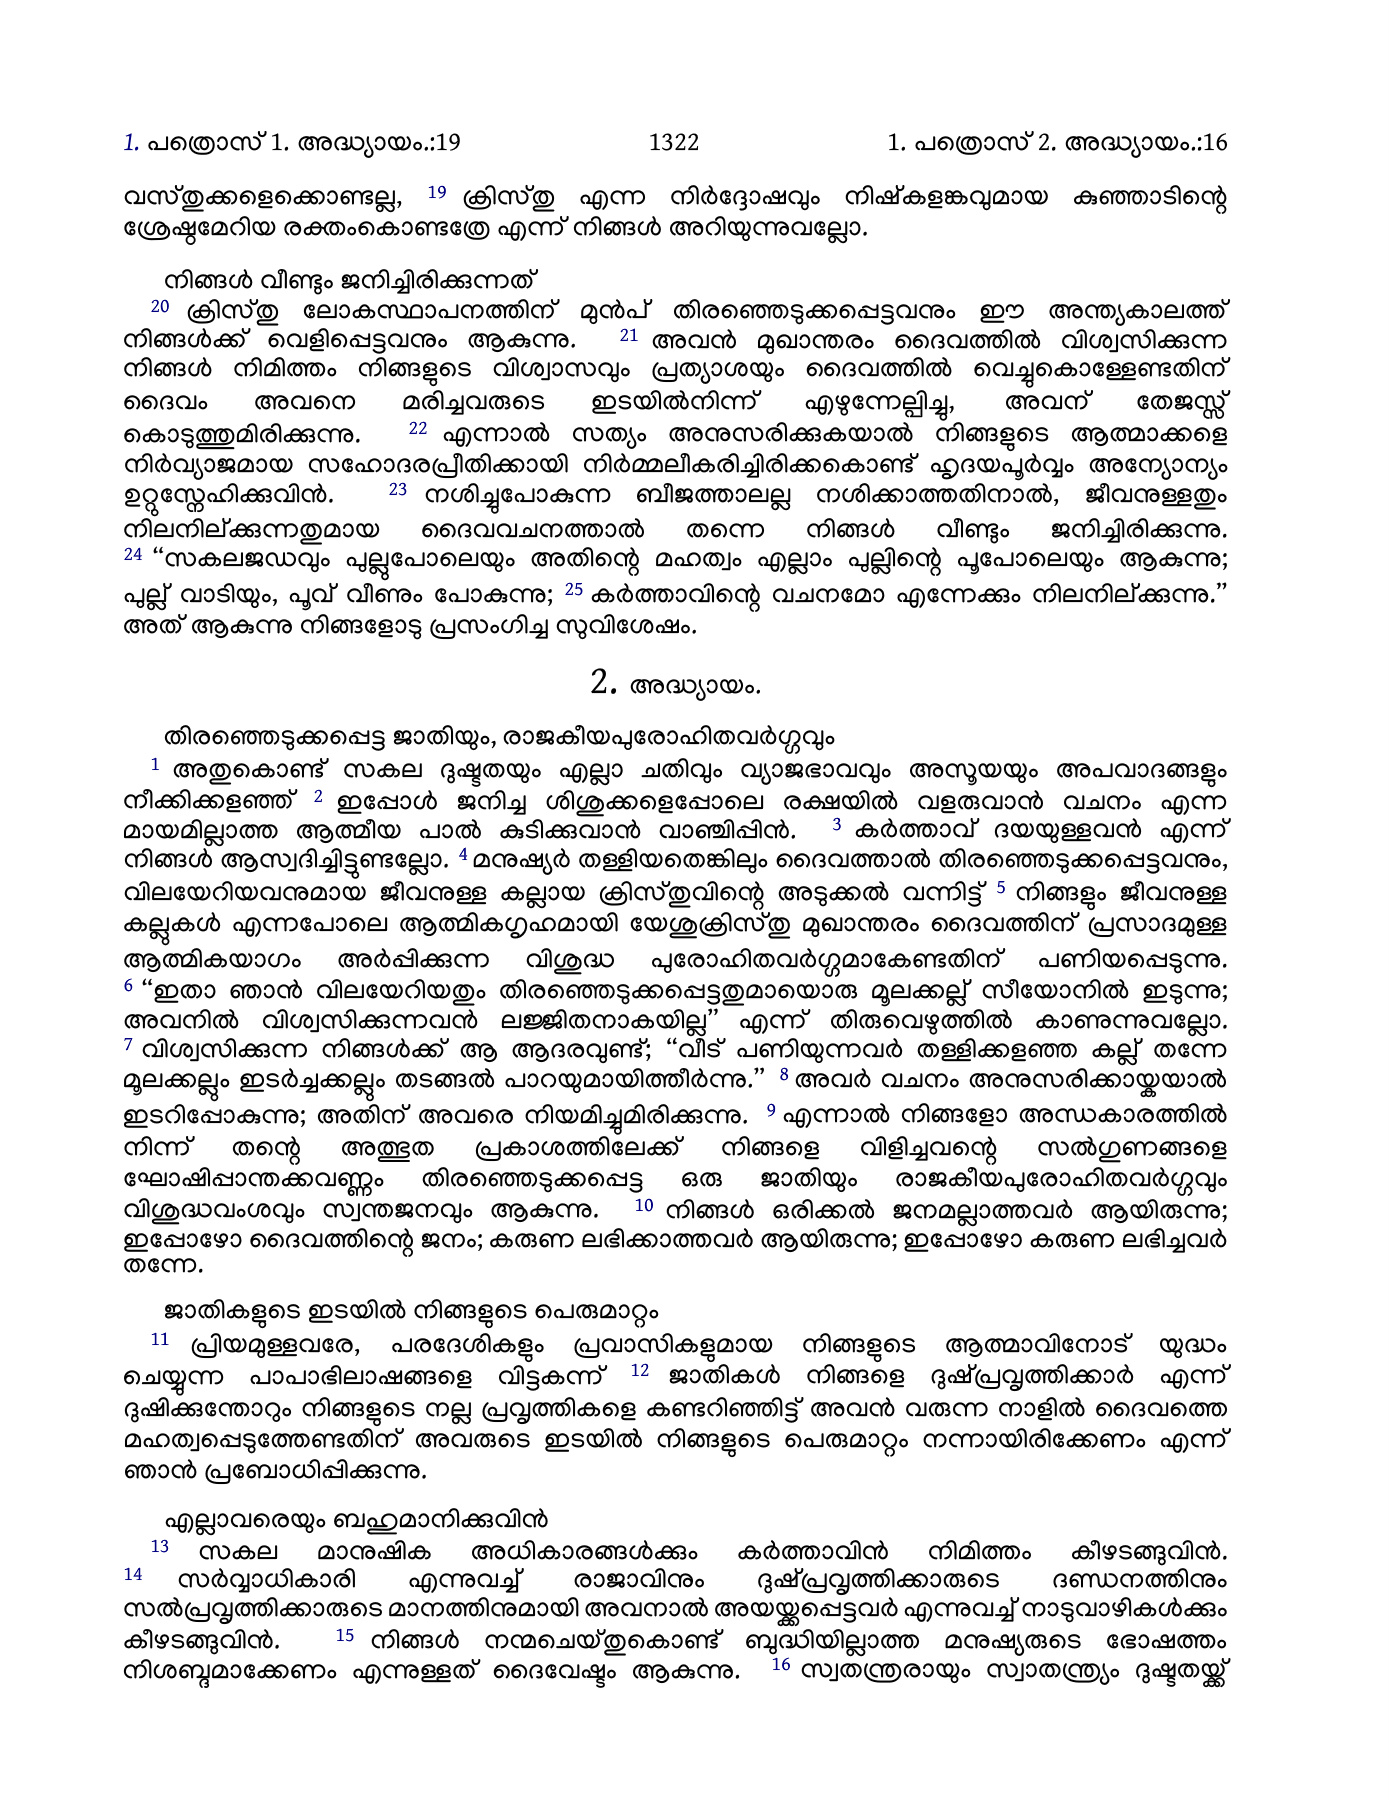 1. പത്രൊസ് 1. അദ്ധ്യായം.:19 1322 1. പത്രൊസ് 2. അദ്ധ്യായം.:16
വസ്തുക്കളെക്കൊണ്ടല്ല, 19 ക്രിസ്തു എന്ന നിർദ്ദോഷവും നിഷ്കളങ്കവുമായ കുഞ്ഞാടിന്റെ
ശ്രേഷ്ഠമേറിയ രക്തംകൊണ്ടത്രേ എന്ന് നിങ്ങൾ അറിയുന്നുവല്ലോ.
നിങ്ങൾ വീണ്ടും ജനിച്ചിരിക്കുന്നത്
20 ക്രിസ്തു ലോകസ്ഥാപനത്തിന് മുൻപ് തിരഞ്ഞെടുക്കപ്പെട്ടവനും ഈ അന്ത്യകാലത്ത്
നിങ്ങൾക്ക് വെളിപ്പെട്ടവനും ആകുന്നു. 21 അവൻ മുഖാന്തരം ദൈവത്തിൽ വിശ്വസിക്കുന്ന
നിങ്ങൾ നിമിത്തം നിങ്ങളുടെ വിശ്വാസവും പ്രത്യാശയും ദൈവത്തിൽ വെച്ചുകൊള്ളേണ്ടതിന്
ദൈവം അവനെ മരിച്ചവരുടെ ഇടയിൽനിന്ന് എഴുന്നേല്പിച്ചു, അവന് തേജസ്സ്
കൊടുത്തുമിരിക്കുന്നു. 22 എന്നാൽ സത്യം അനുസരിക്കുകയാൽ നിങ്ങളുടെ ആത്മാക്കളെ
നിർവ്യാജമായ സഹോദരപ്രീതിക്കായി നിർമ്മലീകരിച്ചിരിക്കകൊണ്ട് ഹൃദയപൂർവ്വം അന്യോന്യം
ഉറ്റുസ്നേഹിക്കുവിൻ. 23 നശിച്ചുപോകുന്ന ബീജത്താലല്ല നശിക്കാത്തതിനാൽ, ജീവനുള്ളതും
നിലനില്ക്കുന്നതുമായ ദൈവവചനത്താൽ തന്നെ നിങ്ങൾ വീണ്ടും ജനിച്ചിരിക്കുന്നു.
24 “സകലജഡവും പുല്ലുപോലെയും അതിന്റെ മഹത്വം എല്ലാം പുല്ലിന്റെ പൂപോലെയും ആകുന്നു;
പുല്ല് വാടിയും, പൂവ് വീണും പോകുന്നു; 25 കർത്താവിന്റെ വചനമോ എന്നേക്കും നിലനില്ക്കുന്നു.”
അത് ആകുന്നു നിങ്ങളോടു പ്രസംഗിച്ച സുവിശേഷം.
2. അദ്ധ്യായം.
തിരഞ്ഞെടുക്കപ്പെട്ട ജാതിയും, രാജകീയപുരോഹിതവർഗ്ഗവും
1 അതുകൊണ്ട് സകല ദുഷ്ടതയും എല്ലാ ചതിവും വ്യാജഭാവവും അസൂയയും അപവാദങ്ങളും
നീക്കിക്കളഞ്ഞ് 2 ഇപ്പോൾ ജനിച്ച ശിശുക്കളെപ്പോലെ രക്ഷയിൽ വളരുവാൻ വചനം എന്ന
മായമില്ലാത്ത ആത്മീയ പാൽ കുടിക്കുവാൻ വാഞ്ചിപ്പിൻ. 3 കർത്താവ് ദയയുള്ളവൻ എന്ന്
നിങ്ങൾ ആസ്വദിച്ചിട്ടുണ്ടല്ലോ. 4 മനുഷ്യർ തള്ളിയതെങ്കിലും ദൈവത്താൽ തിരഞ്ഞെടുക്കപ്പെട്ടവനും,
വിലയേറിയവനുമായ ജീവനുള്ള കല്ലായ ക്രിസ്തുവിന്റെ അടുക്കൽ വന്നിട്ട് 5 നിങ്ങളും ജീവനുള്ള
കല്ലുകൾ എന്നപോലെ ആത്മികഗൃഹമായി യേശുക്രിസ്തു മുഖാന്തരം ദൈവത്തിന് പ്രസാദമുള്ള
ആത്മികയാഗം അർപ്പിക്കുന്ന വിശുദ്ധ പുരോഹിതവർഗ്ഗമാകേണ്ടതിന് പണിയപ്പെടുന്നു.
6 “ഇതാ ഞാൻ വിലയേറിയതും തിരഞ്ഞെടുക്കപ്പെട്ടതുമായൊരു മൂലക്കല്ല് സീയോനിൽ ഇടുന്നു;
അവനിൽ വിശ്വസിക്കുന്നവൻ ലജ്ജിതനാകയില്ല” എന്ന് തിരുവെഴുത്തിൽ കാണുന്നുവല്ലോ.
7 വിശ്വസിക്കുന്ന നിങ്ങൾക്ക് ആ ആദരവുണ്ട്; “വീട് പണിയുന്നവർ തള്ളിക്കളഞ്ഞ കല്ല് തന്നേ
മൂലക്കല്ലും ഇടർച്ചക്കല്ലും തടങ്ങൽ പാറയുമായിത്തീർന്നു.” 8 അവർ വചനം അനുസരിക്കായ്കയാൽ
ഇടറിപ്പോകുന്നു; അതിന് അവരെ നിയമിച്ചുമിരിക്കുന്നു. 9 എന്നാൽ നിങ്ങളോ അന്ധകാരത്തിൽ
നിന്ന് തന്റെ അത്ഭുത പ്രകാശത്തിലേക്ക് നിങ്ങളെ വിളിച്ചവന്റെ സൽഗുണങ്ങളെ
ഘോഷിപ്പാന്തക്കവണ്ണം തിരഞ്ഞെടുക്കപ്പെട്ട ഒരു ജാതിയും രാജകീയപുരോഹിതവർഗ്ഗവും
വിശുദ്ധവംശവും സ്വന്തജനവും ആകുന്നു. 10 നിങ്ങൾ ഒരിക്കൽ ജനമല്ലാത്തവർ ആയിരുന്നു;
ഇപ്പോഴോ ദൈവത്തിന്റെ ജനം; കരുണ ലഭിക്കാത്തവർ ആയിരുന്നു; ഇപ്പോഴോ കരുണ ലഭിച്ചവർ
തന്നേ.
ജാതികളുടെ ഇടയിൽ നിങ്ങളുടെ പെരുമാറ്റം
11 പ്രിയമുള്ളവരേ, പരദേശികളും പ്രവാസികളുമായ നിങ്ങളുടെ ആത്മാവിനോട് യുദ്ധം
ചെയ്യുന്ന പാപാഭിലാഷങ്ങളെ വിട്ടകന്ന് 12 ജാതികൾ നിങ്ങളെ ദുഷ്‌പ്രവൃത്തിക്കാർ എന്ന്
ദുഷിക്കുന്തോറും നിങ്ങളുടെ നല്ല പ്രവൃത്തികളെ കണ്ടറിഞ്ഞിട്ട് അവൻ വരുന്ന നാളിൽ ദൈവത്തെ
മഹത്വപ്പെടുത്തേണ്ടതിന് അവരുടെ ഇടയിൽ നിങ്ങളുടെ പെരുമാറ്റം നന്നായിരിക്കേണം എന്ന്
ഞാൻ പ്രബോധിപ്പിക്കുന്നു.
എല്ലാവരെയും ബഹുമാനിക്കുവിൻ
13 സകല മാനുഷിക അധികാരങ്ങൾക്കും കർത്താവിൻ നിമിത്തം കീഴടങ്ങുവിൻ.
14 സർവ്വാധികാരി എന്നുവച്ച് രാജാവിനും ദുഷ്‌പ്രവൃത്തിക്കാരുടെ ദണ്ഡനത്തിനും
സൽപ്രവൃത്തിക്കാരുടെ മാനത്തിനുമായി അവനാൽ അയയ്ക്കപ്പെട്ടവർ എന്നുവച്ച് നാടുവാഴികൾക്കും
കീഴടങ്ങുവിൻ. 15 നിങ്ങൾ നന്മചെയ്തുകൊണ്ട് ബുദ്ധിയില്ലാത്ത മനുഷ്യരുടെ ഭോഷത്തം
നിശബ്ദമാക്കേണം എന്നുള്ളത് ദൈവേഷ്ടം ആകുന്നു. 16 സ്വതന്ത്രരായും സ്വാതന്ത്ര്യം ദുഷ്ടതയ്ക്ക്